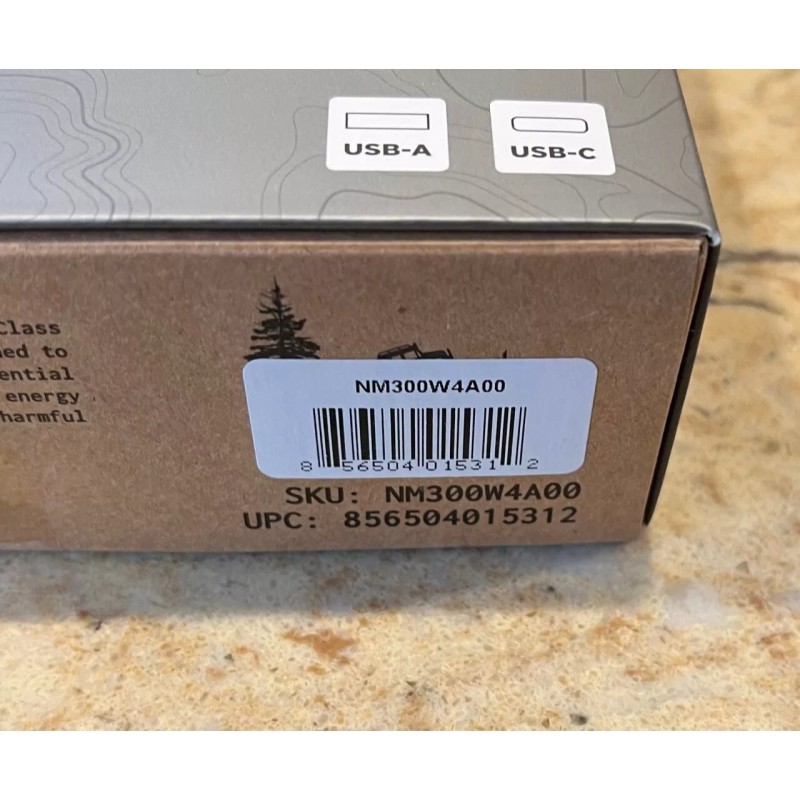 USB-A
USB-C
Class
ned to
ential
energy
harmful
NM300W4A00
8 56504 01531 2
SKU: NM300W4A00
UPC: 856504015312